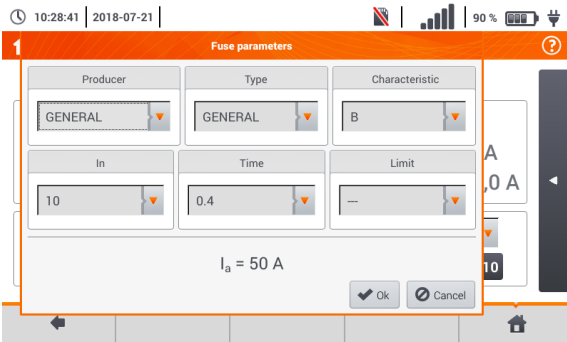 10:28:41 2018-07-21 90 %
1 Fuse parameters ?
Producer Type Characteristic
GENERAL GENERAL B
A
In Time Limit
,0 A
10 0.4 ---
Iₐ = 50 A
10
Ok Cancel